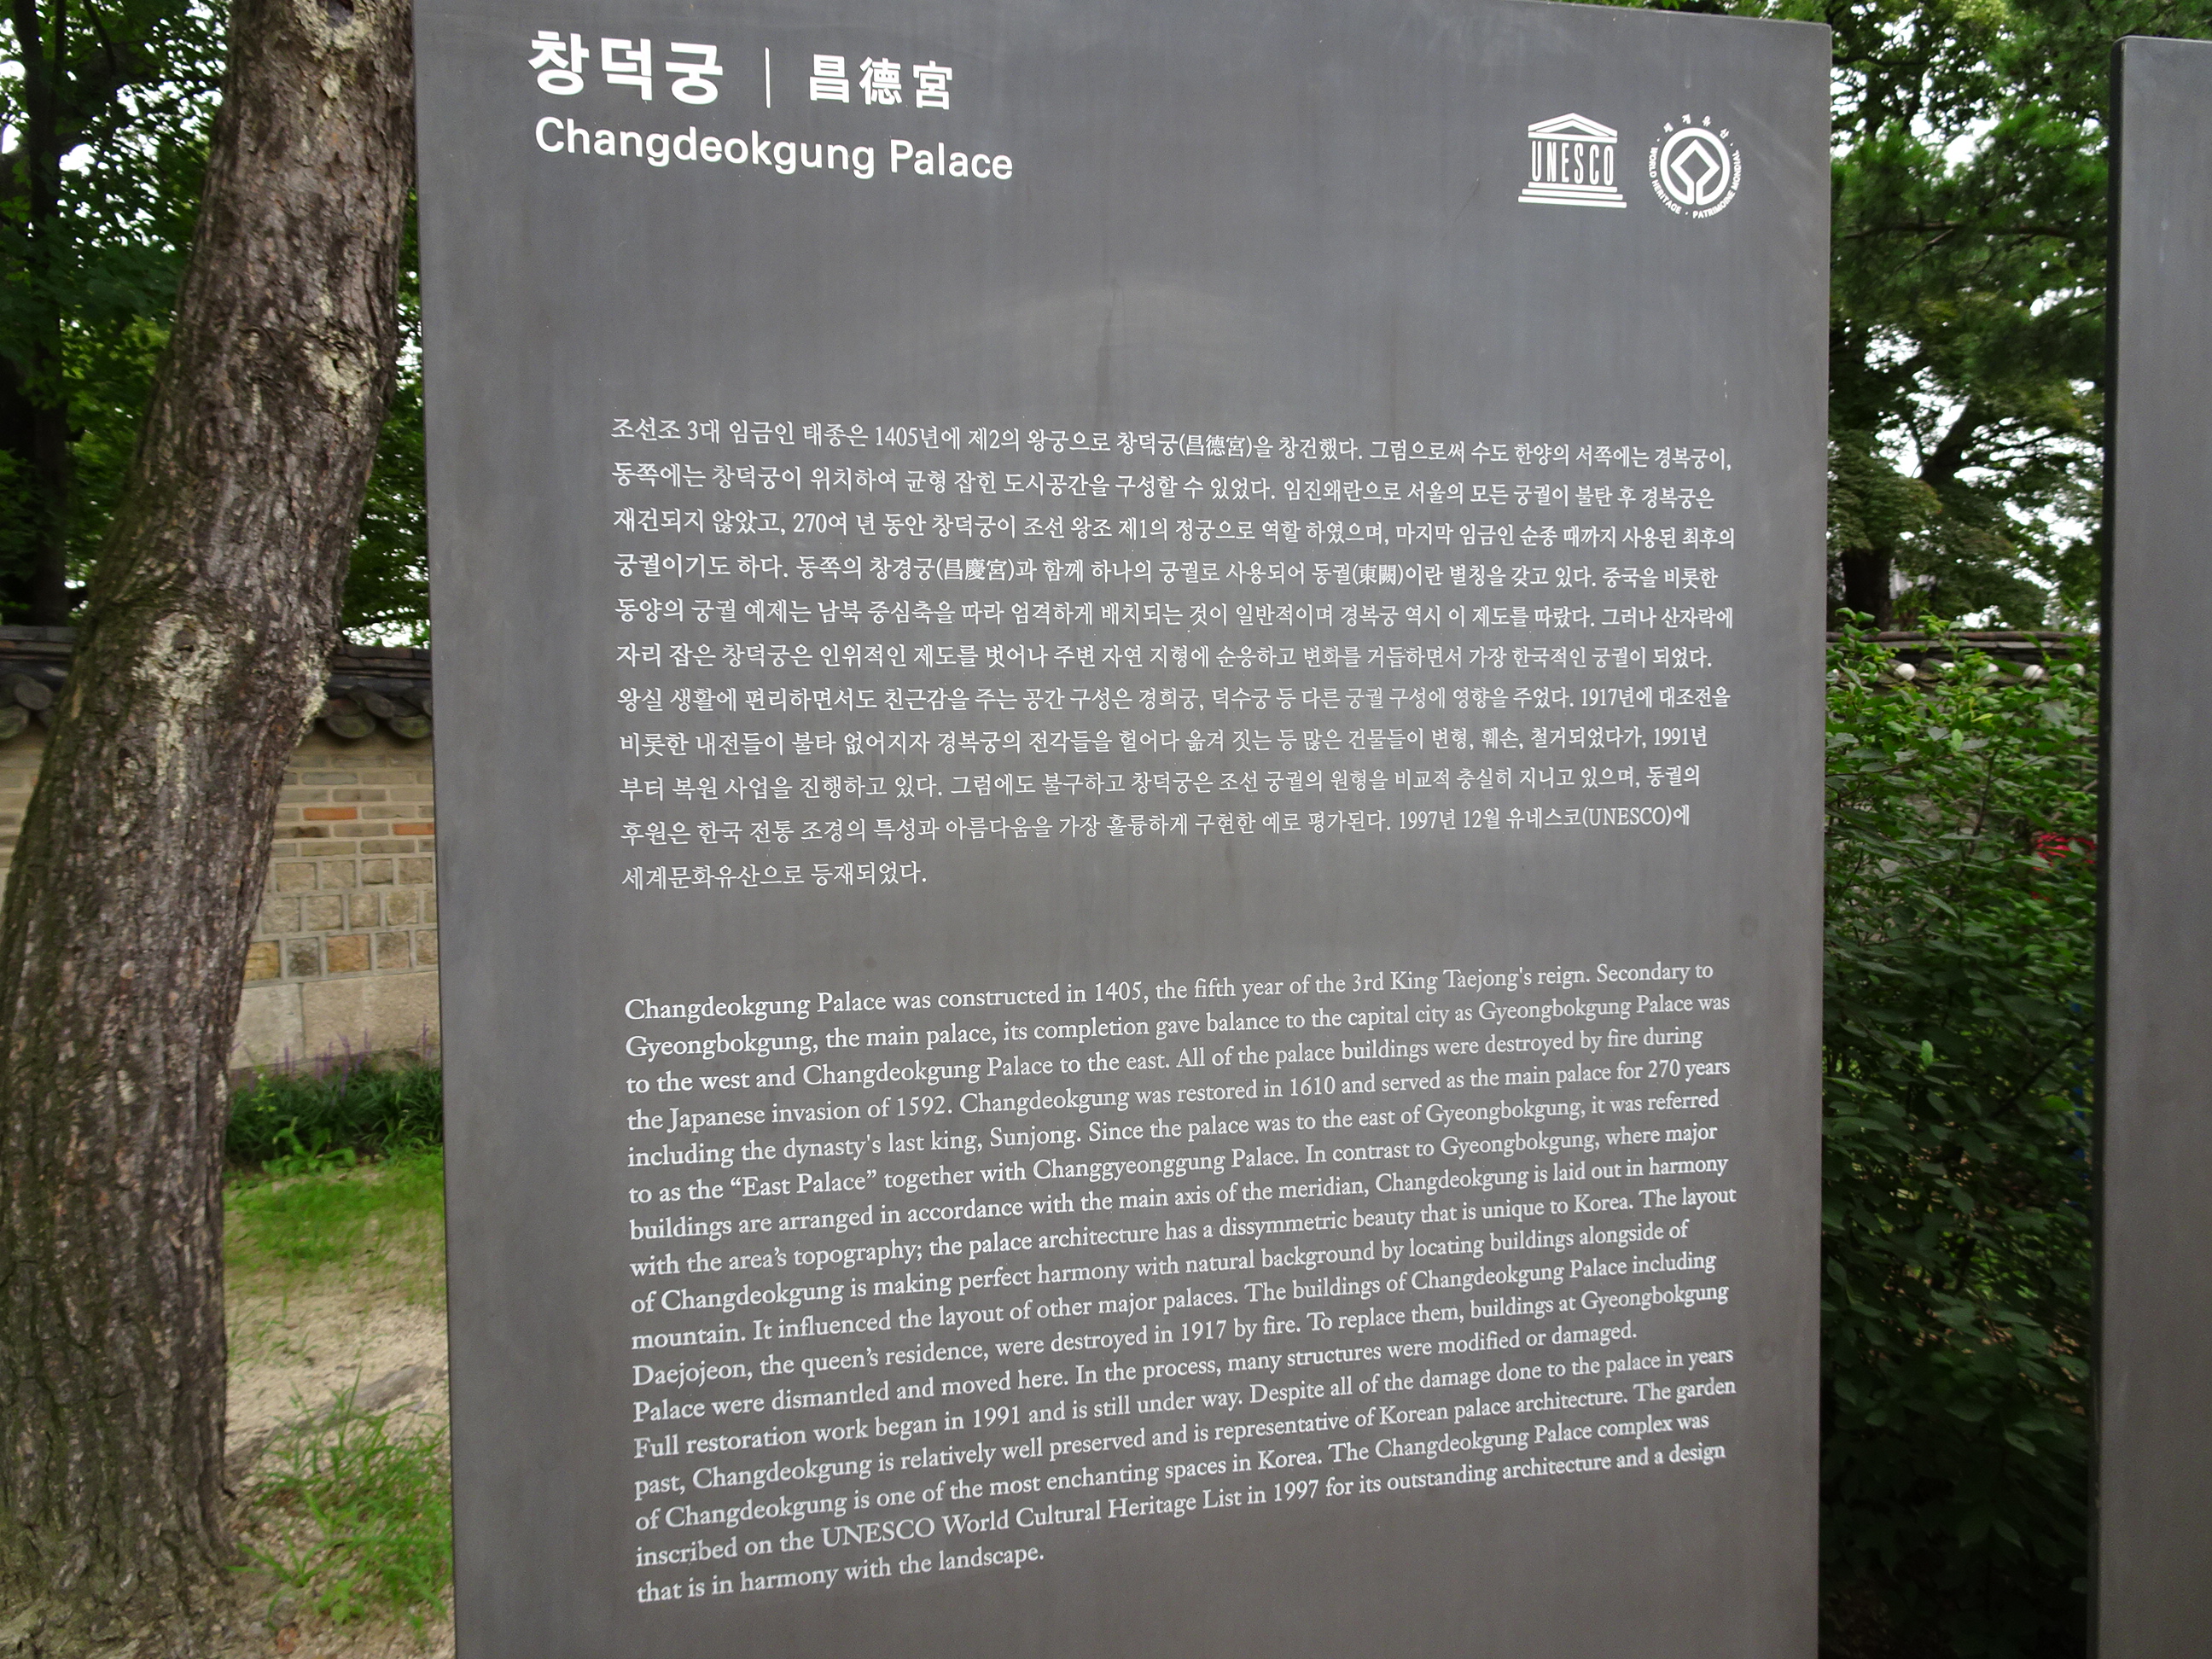 창덕궁 | 昌德宮
Changdeokgung Palace
UNESCO
· 세계유산 ·
WORLD HERITAGE · PATRIMOINE MONDIAL
조선조 3대 임금인 태종은 1405년에 제2의 왕궁으로 창덕궁(昌德宮)을 창건했다. 그럼으로써 수도 한양의 서쪽에는 경복궁이,
동쪽에는 창덕궁이 위치하여 균형 잡힌 도시공간을 구성할 수 있었다. 임진왜란으로 서울의 모든 궁궐이 불탄 후 경복궁은
재건되지 않았고, 270여 년 동안 창덕궁이 조선 왕조 제1의 정궁으로 역할 하였으며, 마지막 임금인 순종 때까지 사용된 최후의
궁궐이기도 하다. 동쪽의 창경궁(昌慶宮)과 함께 하나의 궁궐로 사용되어 동궐(東闕)이란 별칭을 갖고 있다. 중국을 비롯한
동양의 궁궐 예제는 남북 중심축을 따라 엄격하게 배치되는 것이 일반적이며 경복궁 역시 이 제도를 따랐다. 그러나 산자락에
자리 잡은 창덕궁은 인위적인 제도를 벗어나 주변 자연 지형에 순응하고 변화를 거듭하면서 가장 한국적인 궁궐이 되었다.
왕실 생활에 편리하면서도 친근감을 주는 공간 구성은 경희궁, 덕수궁 등 다른 궁궐 구성에 영향을 주었다. 1917년에 대조전을
비롯한 내전들이 불타 없어지자 경복궁의 전각들을 헐어다 옮겨 짓는 등 많은 건물들이 변형, 훼손, 철거되었다가, 1991년
부터 복원 사업을 진행하고 있다. 그럼에도 불구하고 창덕궁은 조선 궁궐의 원형을 비교적 충실히 지니고 있으며, 동궐의
후원은 한국 전통 조경의 특성과 아름다움을 가장 훌륭하게 구현한 예로 평가된다. 1997년 12월 유네스코(UNESCO)에
세계문화유산으로 등재되었다.
Changdeokgung Palace was constructed in 1405, the fifth year of the 3rd King Taejong's reign. Secondary to
Gyeongbokgung, the main palace, its completion gave balance to the capital city as Gyeongbokgung Palace was
to the west and Changdeokgung Palace to the east. All of the palace buildings were destroyed by fire during
the Japanese invasion of 1592. Changdeokgung was restored in 1610 and served as the main palace for 270 years
including the dynasty's last king, Sunjong. Since the palace was to the east of Gyeongbokgung, it was referred
to as the “East Palace” together with Changgyeonggung Palace. In contrast to Gyeongbokgung, where major
buildings are arranged in accordance with the main axis of the meridian, Changdeokgung is laid out in harmony
with the area’s topography; the palace architecture has a dissymmetric beauty that is unique to Korea. The layout
of Changdeokgung is making perfect harmony with natural background by locating buildings alongside of
mountain. It influenced the layout of other major palaces. The buildings of Changdeokgung Palace including
Daejojeon, the queen’s residence, were destroyed in 1917 by fire. To replace them, buildings at Gyeongbokgung
Palace were dismantled and moved here. In the process, many structures were modified or damaged.
Full restoration work began in 1991 and is still under way. Despite all of the damage done to the palace in years
past, Changdeokgung is relatively well preserved and is representative of Korean palace architecture. The garden
of Changdeokgung is one of the most enchanting spaces in Korea. The Changdeokgung Palace complex was
inscribed on the UNESCO World Cultural Heritage List in 1997 for its outstanding architecture and a design
that is in harmony with the landscape.